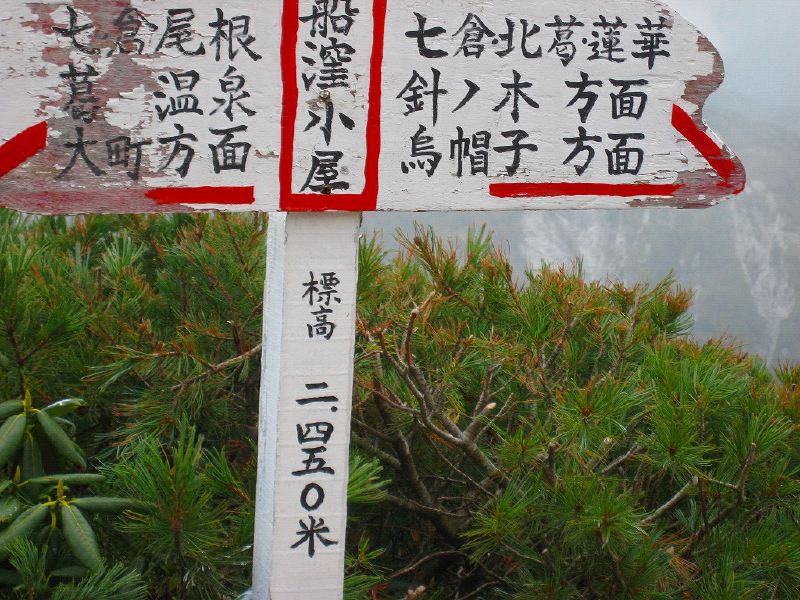 七倉尾根
葛温泉
大町方面
船窪小屋
七倉・北葛・蓮華
針ノ木方面
烏帽子方面
標高 二.四五〇米